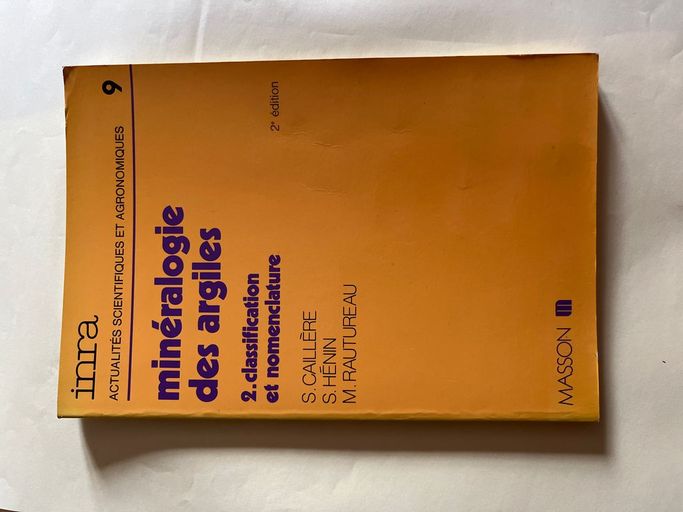 inra
ACTUALITÉS SCIENTIFIQUES ET AGRONOMIQUES 9
minéralogie
des argiles
2. classification
et nomenclature
2e édition
S. CAILLÈRE
S. HÉNIN
M. RAUTUREAU
MASSON